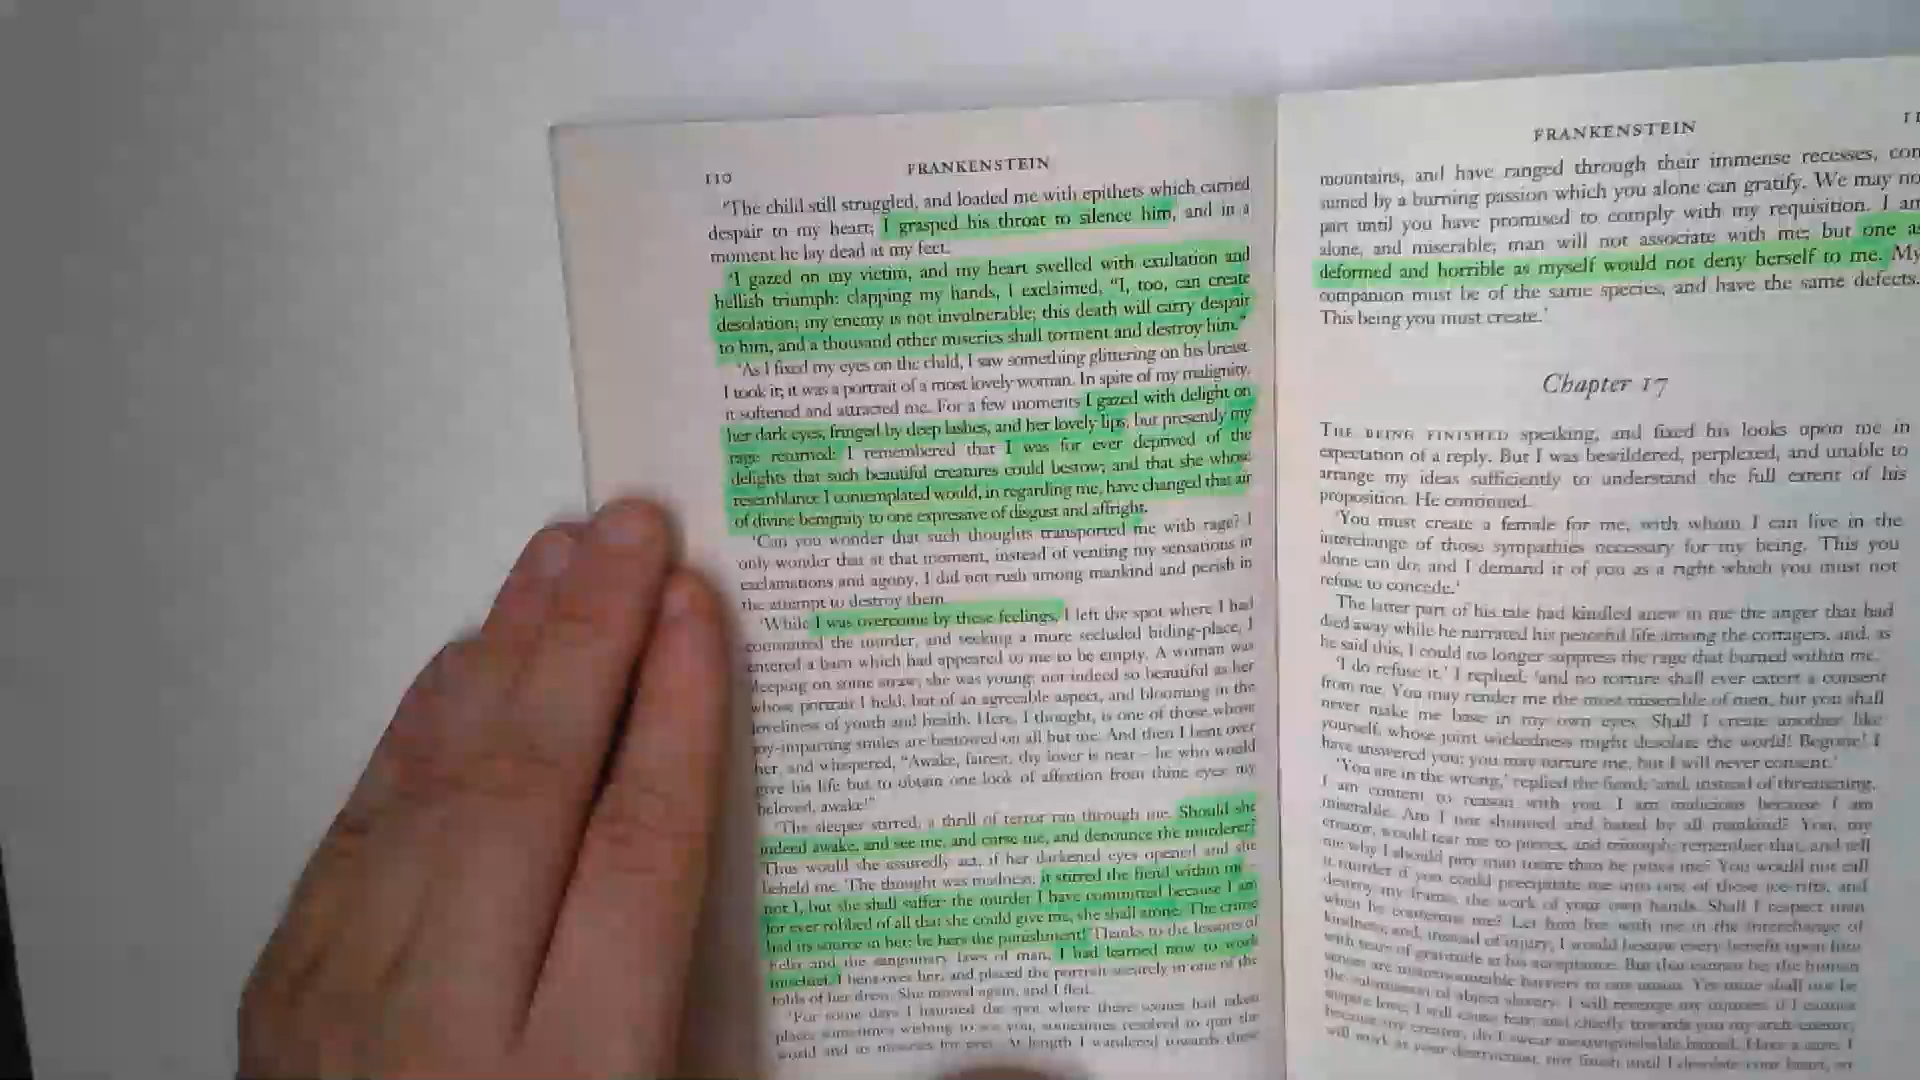 110
FRANKENSTEIN
'The child still struggled, and loaded me with epithets which carried
despair to my heart; I grasped his throat to silence him, and in a
moment he lay dead at my feet.
'I gazed on my victim, and my heart swelled with exultation and
hellish triumph: clapping my hands, I exclaimed, "I, too, can create
desolation; my enemy is not invulnerable; this death will carry despair
to him, and a thousand other miseries shall torment and destroy him."
'As I fixed my eyes on the child, I saw something glittering on his breast.
I took it; it was a portrait of a most lovely woman. In spite of my malignity,
it softened and attracted me. For a few moments I gazed with delight on
her dark eyes, fringed by deep lashes, and her lovely lips; but presently my
rage returned: I remembered that I was for ever deprived of the
delights that such beautiful creatures could bestow; and that she whose
resemblance I contemplated would, in regarding me, have changed that air
of divine benignity to one expressive of disgust and affright.
'Can you wonder that such thoughts transported me with rage? I
only wonder that at that moment, instead of venting my sensations in
exclamations and agony, I did not rush among mankind and perish in
the attempt to destroy them.
'While I was overcome by these feelings, I left the spot where I had
committed the murder, and seeking a more secluded hiding-place, I
entered a barn which had appeared to me to be empty. A woman was
sleeping on some straw; she was young: not indeed so beautiful as her
whose portrait I held; but of an agreeable aspect, and blooming in the
loveliness of youth and health. Here, I thought, is one of those whose
joy-imparting smiles are bestowed on all but me. And then I bent over
her, and whispered, "Awake, fairest, thy lover is near – he who would
give his life but to obtain one look of affection from thine eyes: my
beloved, awake!"
'The sleeper stirred; a thrill of terror ran through me. Should she
indeed awake, and see me, and curse me, and denounce the murderer?
Thus would she assuredly act, if her darkened eyes opened and she
beheld me. The thought was madness; it stirred the fiend within me –
not I, but she shall suffer: the murder I have committed because I am
for ever robbed of all that she could give me, she shall atone. The crime
had its source in her: be hers the punishment! Thanks to the lessons of
Felix and the sanguinary laws of man, I had learned now to work
mischief. I bent over her, and placed the portrait securely in one of the
folds of her dress. She moved again, and I fled.
'For some days I haunted the spot where these scenes had taken
place; sometimes wishing to see you, sometimes resolved to quit the
world and its miseries for ever. At length I wandered towards these
FRANKENSTEIN
mountains, and have ranged through their immense recesses, con
sumed by a burning passion which you alone can gratify. We may no
part until you have promised to comply with my requisition. I am
alone, and miserable; man will not associate with me; but one as
deformed and horrible as myself would not deny herself to me. My
companion must be of the same species, and have the same defects.
This being you must create.'
Chapter 17
THE BEING FINISHED speaking, and fixed his looks upon me in
expectation of a reply. But I was bewildered, perplexed, and unable to
arrange my ideas sufficiently to understand the full extent of his
proposition. He continued.
'You must create a female for me, with whom I can live in the
interchange of those sympathies necessary for my being. This you
alone can do; and I demand it of you as a right which you must not
refuse to concede.'
The latter part of his tale had kindled anew in me the anger that had
died away while he narrated his peaceful life among the cottagers, and, as
he said this, I could no longer suppress the rage that burned within me.
'I do refuse it,' I replied; 'and no torture shall ever extort a consent
from me. You may render me the most miserable of men, but you shall
never make me base in my own eyes. Shall I create another like
yourself, whose joint wickedness might desolate the world! Begone! I
have answered you; you may torture me, but I will never consent.'
'You are in the wrong,' replied the fiend; 'and, instead of threatening,
I am content to reason with you. I am malicious because I am
miserable. Am I not shunned and hated by all mankind? You, my
creator, would tear me to pieces, and triumph; remember that, and tell
me why I should pity man more than he pities me? You would not call
it murder if you could precipitate me into one of those ice-rifts, and
destroy my frame, the work of your own hands. Shall I respect man
when he contemns me? Let him live with me in the interchange of
kindness; and, instead of injury, I would bestow every benefit upon him
with tears of gratitude at his acceptance. But that cannot be; the human
senses are insurmountable barriers to our union. Yet mine shall not be
the submission of abject slavery. I will revenge my injuries: if I cannot
inspire love, I will cause fear; and chiefly towards you my arch-enemy,
because my creator, do I swear inextinguishable hatred. Have a care: I
will work at your destruction, nor finish until I desolate your heart, so